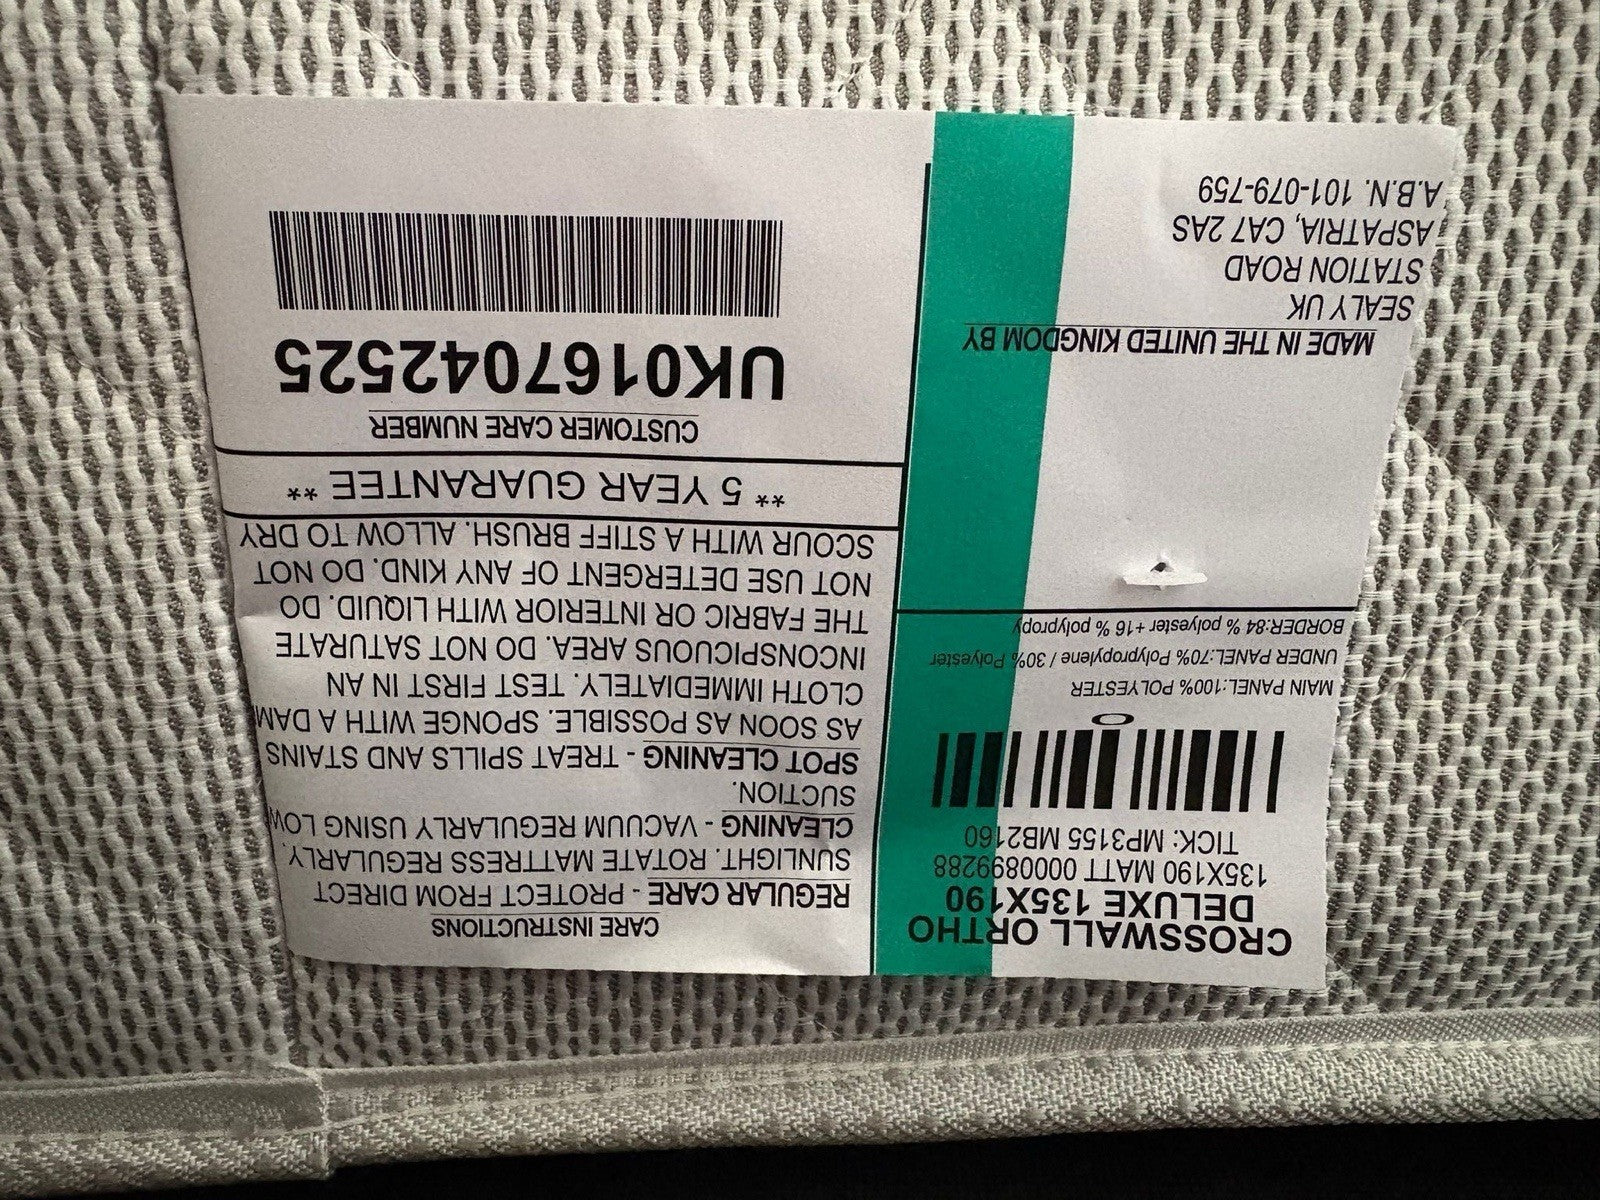 CROSSWALL ORTHO
DELUXE 135X190
135X190 MATT 0000899288
TICK: MP3155 MB2160
0
MAIN PANEL:100% POLYESTER
UNDER PANEL:70% Polypropylene / 30% Polyester
BORDER:84 % polyester +16 % polypropy
MADE IN THE UNITED KINGDOM BY
SEALY UK
STATION ROAD
ASPATRIA, CA7 2AS
A.B.N. 101-079-759
CARE INSTRUCTIONS
REGULAR CARE - PROTECT FROM DIRECT
SUNLIGHT. ROTATE MATTRESS REGULARLY.
CLEANING - VACUUM REGULARLY USING LOW
SUCTION.
SPOT CLEANING - TREAT SPILLS AND STAINS
AS SOON AS POSSIBLE. SPONGE WITH A DAM
CLOTH IMMEDIATELY. TEST FIRST IN AN
INCONSPICUOUS AREA. DO NOT SATURATE
THE FABRIC OR INTERIOR WITH LIQUID. DO
NOT USE DETERGENT OF ANY KIND. DO NOT
SCOUR WITH A STIFF BRUSH. ALLOW TO DRY
** 5 YEAR GUARANTEE **
CUSTOMER CARE NUMBER
UK0167042525